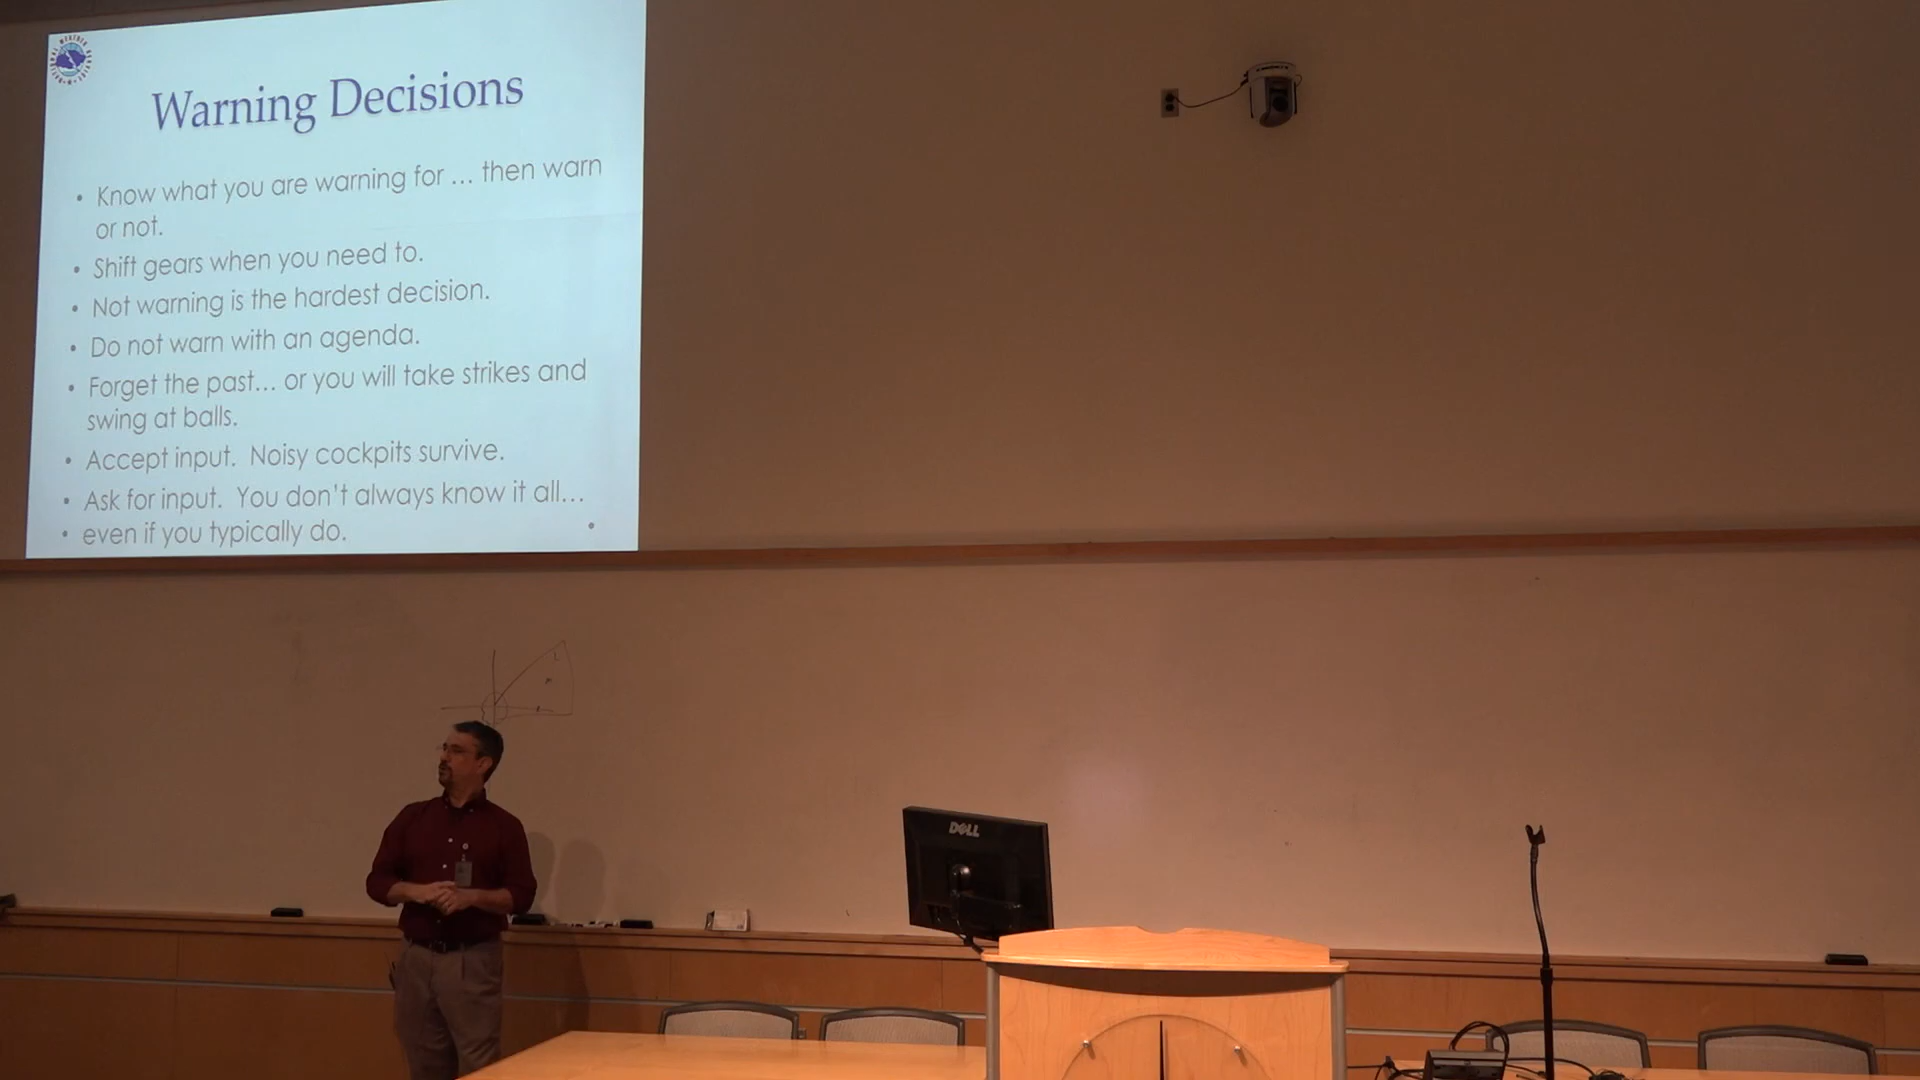 NATIONAL WEATHER SERVICE
Warning Decisions
• Know what you are warning for ... then warn
or not.
• Shift gears when you need to.
• Not warning is the hardest decision.
• Do not warn with an agenda.
• Forget the past... or you will take strikes and
swing at balls.
• Accept input. Noisy cockpits survive.
• Ask for input. You don't always know it all...
• even if you typically do.
•
DELL